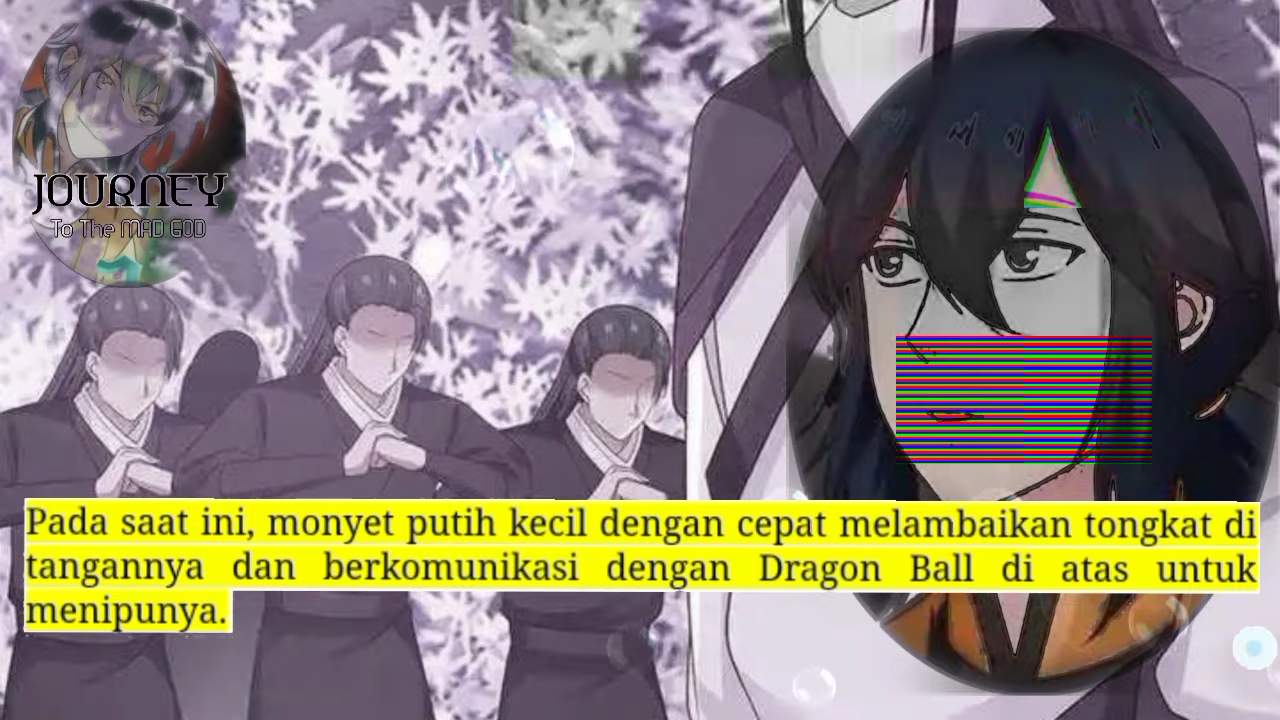 JOURNEY
To The MAD GOD
Pada saat ini, monyet putih kecil dengan cepat melambaikan tongkat di
tangannya dan berkomunikasi dengan Dragon Ball di atas untuk
menipunya.